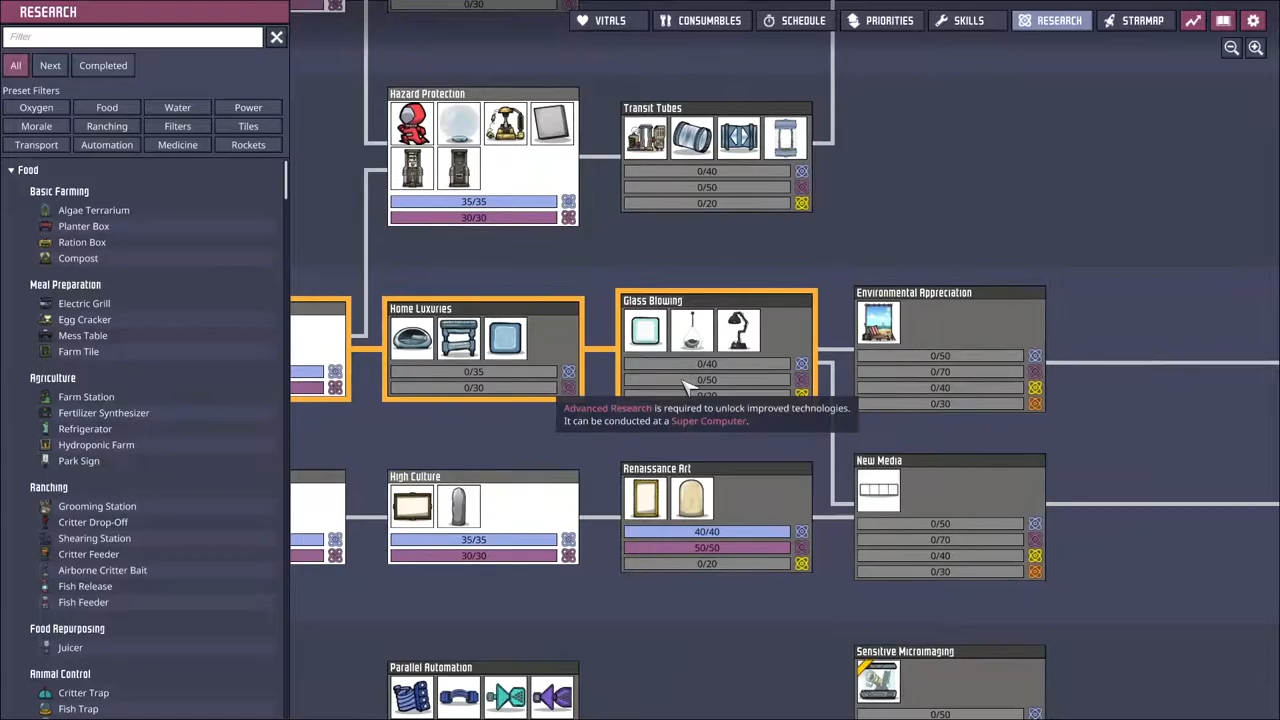 RESEARCH
Filter
All
Next
Completed
Preset Filters
Oxygen
Food
Water
Power
Morale
Ranching
Filters
Tiles
Transport
Automation
Medicine
Rockets
Food
Basic Farming
Algae Terrarium
Planter Box
Ration Box
Compost
Meal Preparation
Electric Grill
Egg Cracker
Mess Table
Farm Tile
Agriculture
Farm Station
Fertilizer Synthesizer
Refrigerator
Hydroponic Farm
Park Sign
Ranching
Grooming Station
Critter Drop-Off
Shearing Station
Critter Feeder
Airborne Critter Bait
Fish Release
Fish Feeder
Food Repurposing
Juicer
Animal Control
Critter Trap
Fish Trap
VITALS
CONSUMABLES
SCHEDULE
PRIORITIES
SKILLS
RESEARCH
STARMAP
0/30
Hazard Protection
35/35
30/30
Transit Tubes
0/40
0/50
0/20
Home Luxuries
0/35
0/30
Glass Blowing
0/40
0/50
Advanced Research is required to unlock improved technologies.
It can be conducted at a Super Computer.
Environmental Appreciation
0/50
0/70
0/40
0/30
High Culture
35/35
30/30
Renaissance Art
40/40
50/50
0/20
New Media
0/50
0/70
0/40
0/30
Parallel Automation
Sensitive Microimaging
0/50